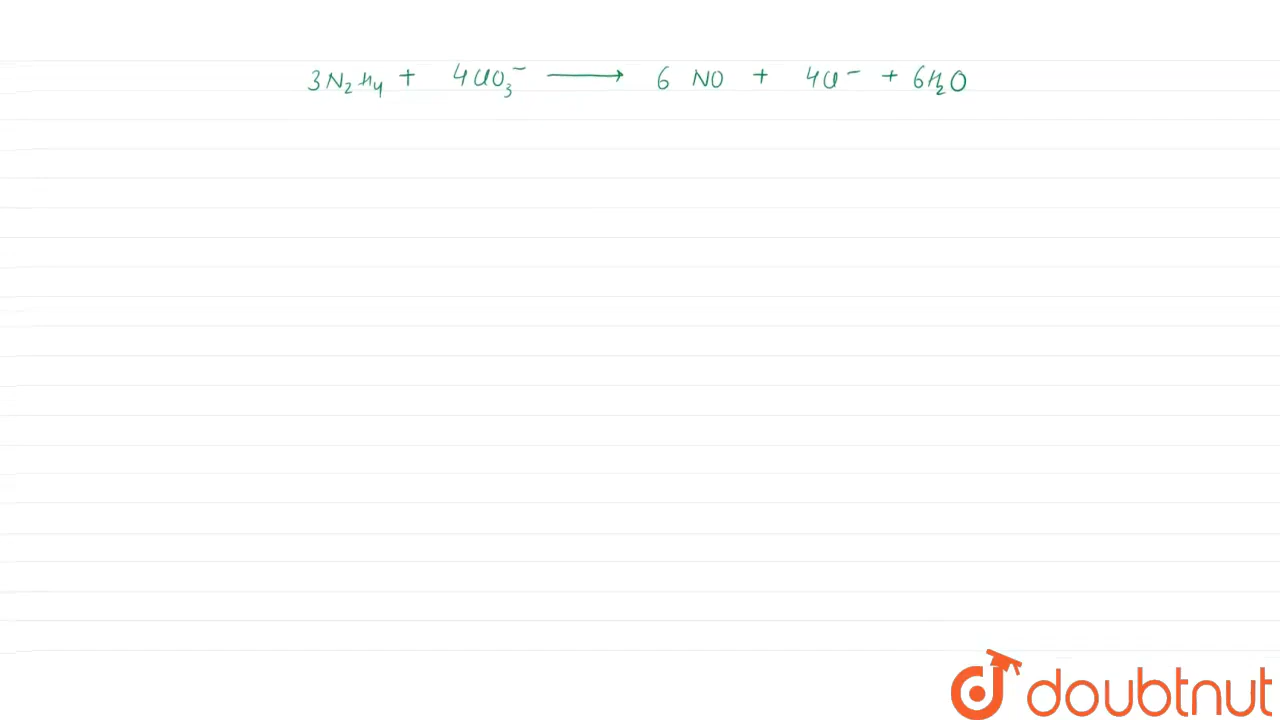 3N₂H₄ + 4ClO₃⁻ ⟶ 6 NO + 4Cl⁻ + 6H₂O
doubtnut